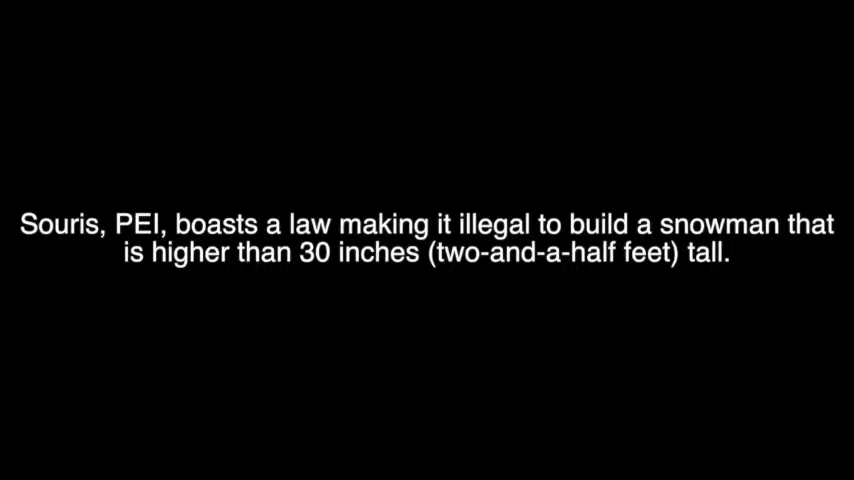 Souris, PEI, boasts a law making it illegal to build a snowman that
is higher than 30 inches (two-and-a-half feet) tall.